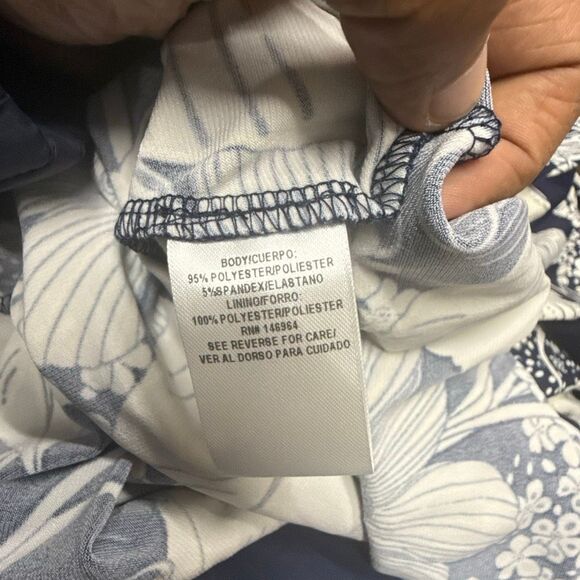 BODY/CUERPO:
95% POLYESTER/POLIESTER
5% SPANDEX/ELASTANO
LINING/FORRO:
100% POLYESTER/POLIESTER
RN# 146964
SEE REVERSE FOR CARE/
VER AL DORSO PARA CUIDADO